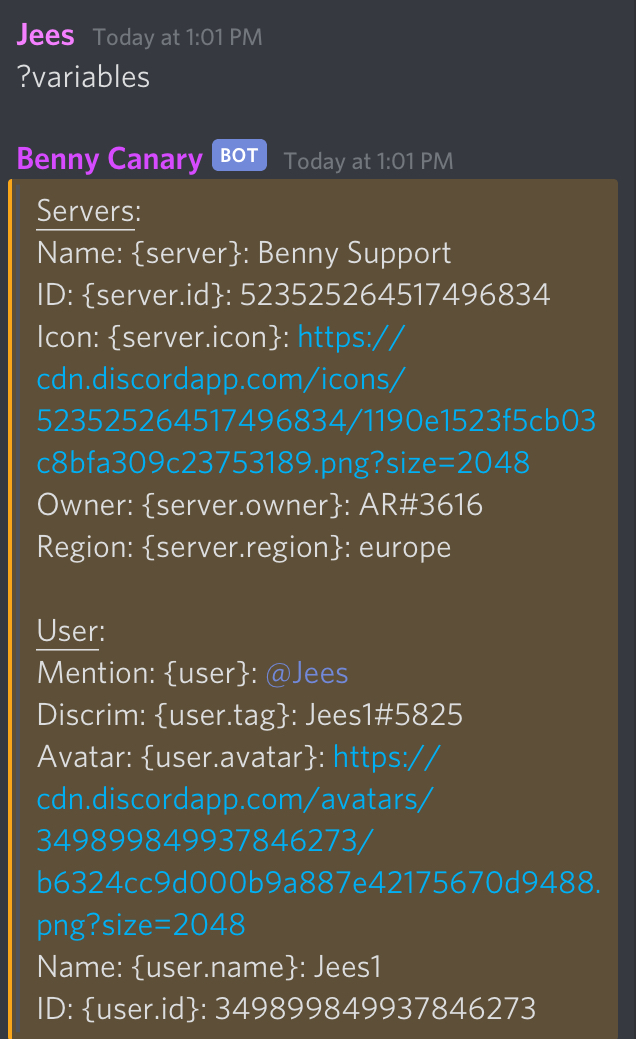 Jees Today at 1:01 PM
?variables
Benny Canary BOT Today at 1:01 PM
Servers:
Name: {server}: Benny Support
ID: {server.id}: 523525264517496834
Icon: {server.icon}: https://
cdn.discordapp.com/icons/
523525264517496834/1190e1523f5cb03
c8bfa309c23753189.png?size=2048
Owner: {server.owner}: AR#3616
Region: {server.region}: europe
User:
Mention: {user}: @Jees
Discrim: {user.tag}: Jees1#5825
Avatar: {user.avatar}: https://
cdn.discordapp.com/avatars/
349899849937846273/
b6324cc9d000b9a887e42175670d9488.
png?size=2048
Name: {user.name}: Jees1
ID: {user.id}: 349899849937846273